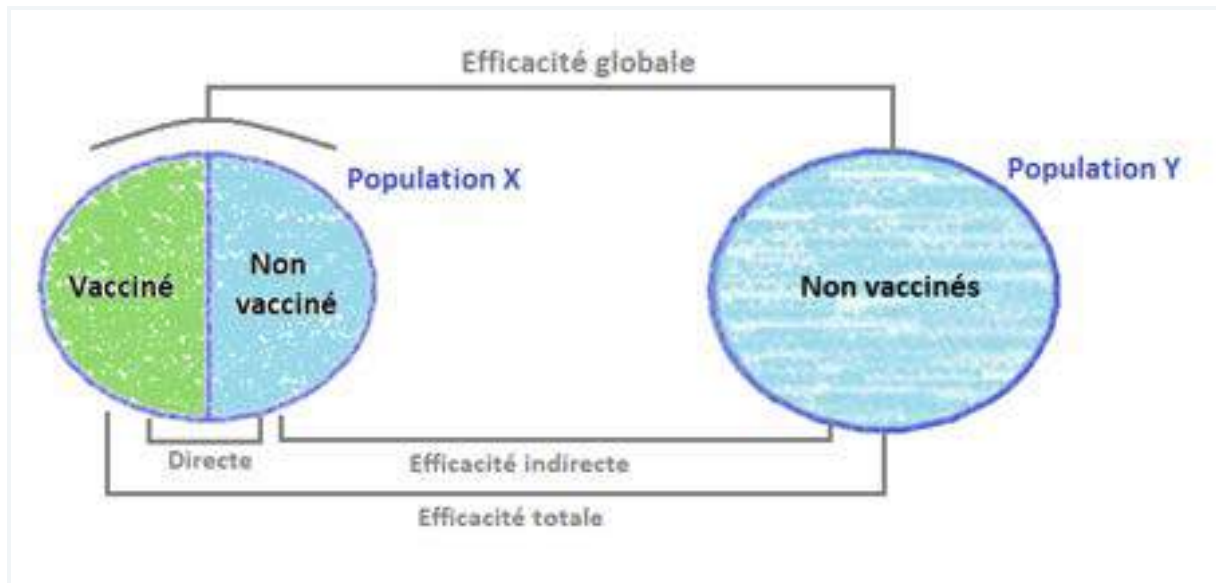 Efficacité globale
Population X
Population Y
Vacciné
Non
vacciné
Non vaccinés
Directe
Efficacité indirecte
Efficacité totale